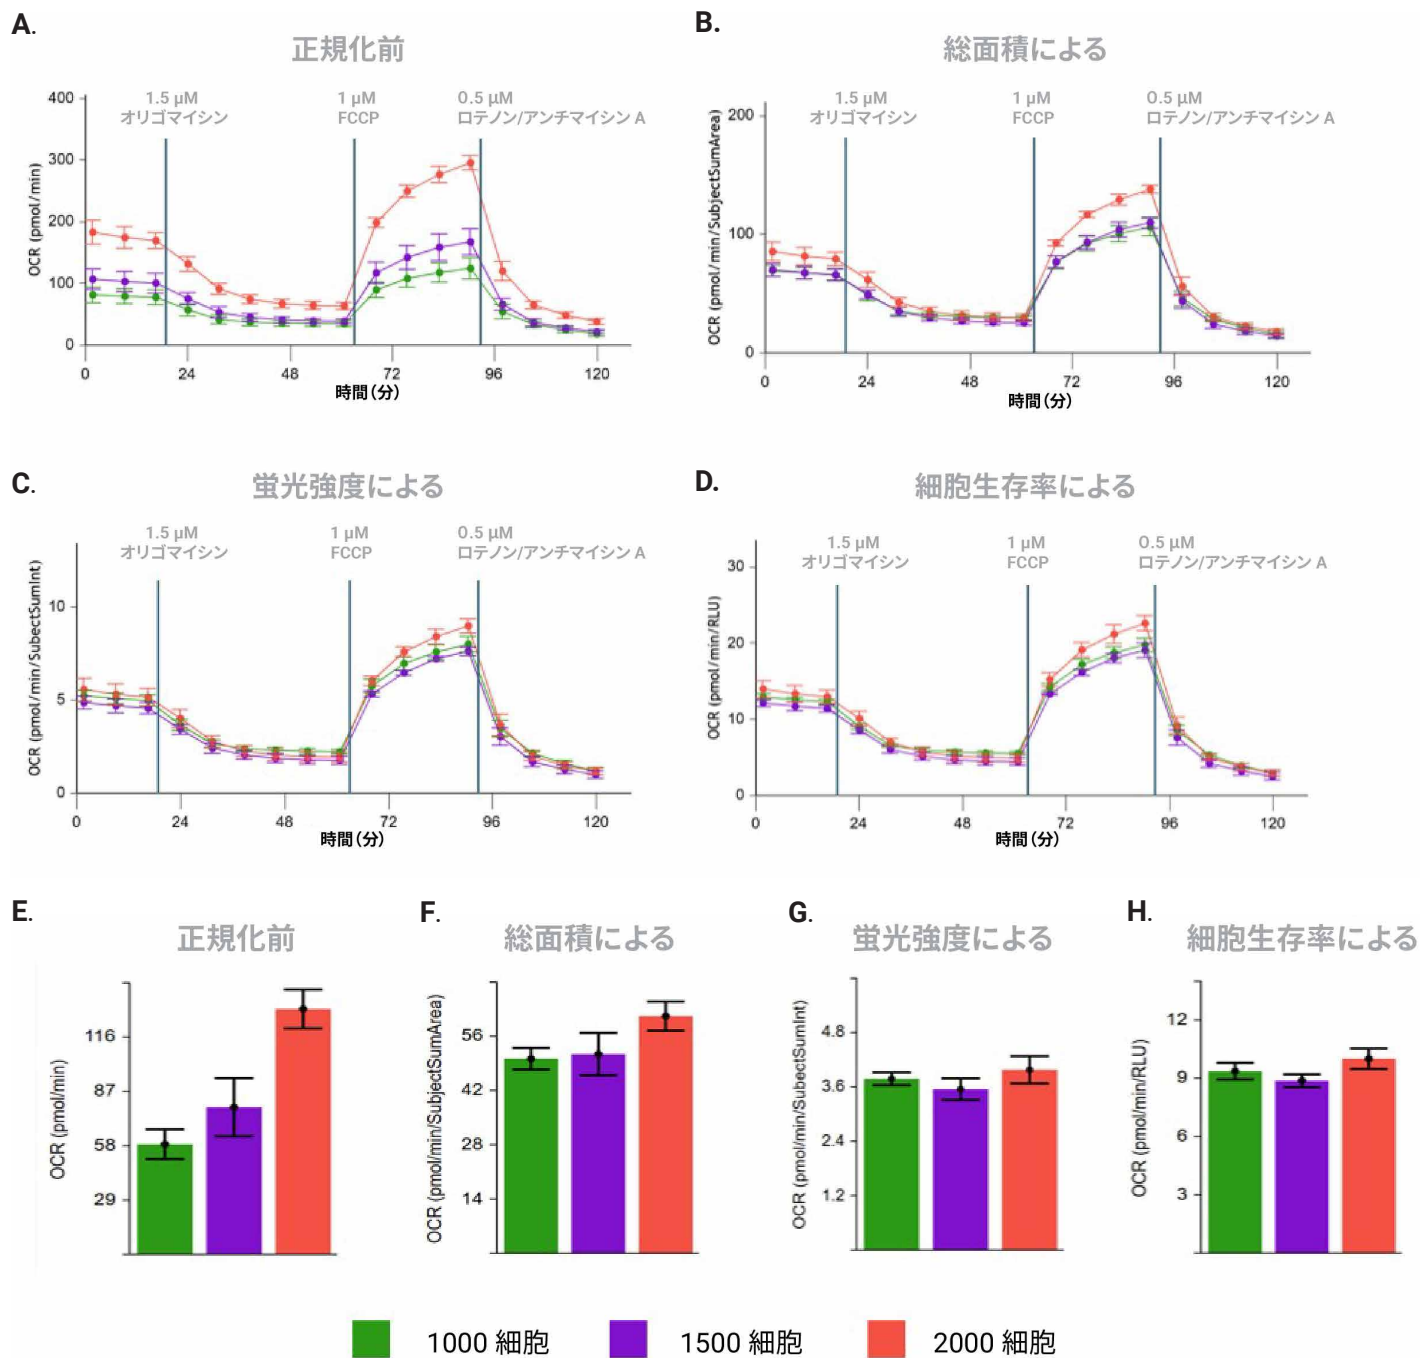 A.
正規化前
1.5 μM
オリゴマイシン
1 μM
FCCP
0.5 μM
ロテノン/アンチマイシン A
OCR (pmol/min)
400
300
200
100
0
0 24 48 72 96 120
時間(分)
B.
総面積による
1.5 μM
オリゴマイシン
1 μM
FCCP
0.5 μM
ロテノン/アンチマイシン A
OCR (pmol/min/SubjectSumArea)
200
100
0
0 24 48 72 96 120
時間(分)
C.
蛍光強度による
1.5 μM
オリゴマイシン
1 μM
FCCP
0.5 μM
ロテノン/アンチマイシン A
OCR (pmol/min/SubectSumInt)
10
5
0
0 24 48 72 96 120
時間(分)
D.
細胞生存率による
1.5 μM
オリゴマイシン
1 μM
FCCP
0.5 μM
ロテノン/アンチマイシン A
OCR (pmol/min/RLU)
30
20
10
0
0 24 48 72 96 120
時間(分)
E.
正規化前
OCR (pmol/min)
116
87
58
29
F.
総面積による
OCR (pmol/min/SubjectSumArea)
56
42
28
14
G.
蛍光強度による
OCR (pmol/min/SubectSumInt)
4.8
3.6
2.4
1.2
H.
細胞生存率による
OCR (pmol/min/RLU)
12
9
6
3
1000 細胞 1500 細胞 2000 細胞